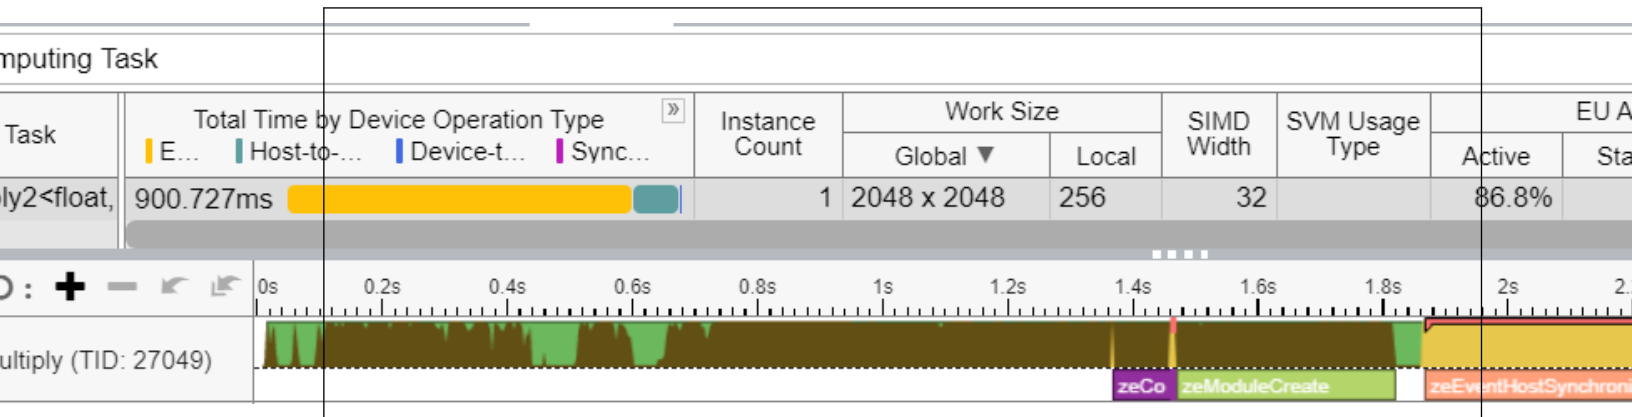 mputing Task
Task
Total Time by Device Operation Type
E... Host-to-... Device-t... Sync...
Instance Count
Work Size
Global ▼ Local
SIMD Width
SVM Usage Type
EU A
Active Sta
ly2<float, 900.727ms 1 2048 x 2048 256 32 86.8%
: 0s 0.2s 0.4s 0.6s 0.8s 1s 1.2s 1.4s 1.6s 1.8s 2s 2.
ultiply (TID: 27049)
zeCo zeModuleCreate zeEventHostSynchroni